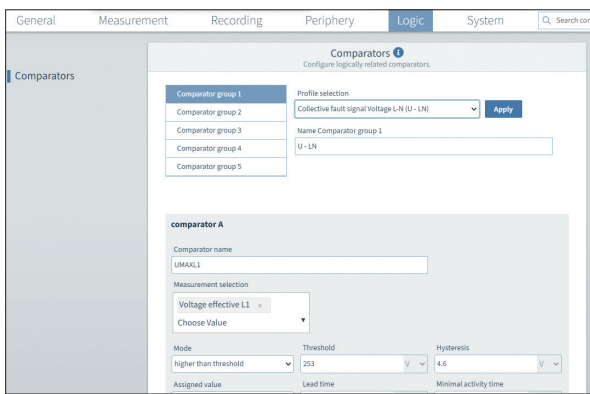 General Measurement Recording Periphery Logic System Search con
Comparators
Configure logically related comparators.
Comparators
Comparator group 1
Comparator group 2
Comparator group 3
Comparator group 4
Comparator group 5
Profile selection
Collective fault signal Voltage L-N (U - LN) Apply
Name Comparator group 1
U - LN
comparator A
Comparator name
UMAXL1
Measurement selection
Voltage effective L1 ×
Choose Value
Mode Threshold Hysteresis
higher than threshold 253 V 4.6 V
Assigned value Lead time Minimal activity time